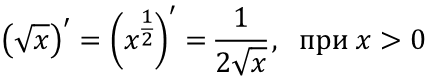 (√x)′ = (x^{1/2})′ = 1/(2√x), при x > 0